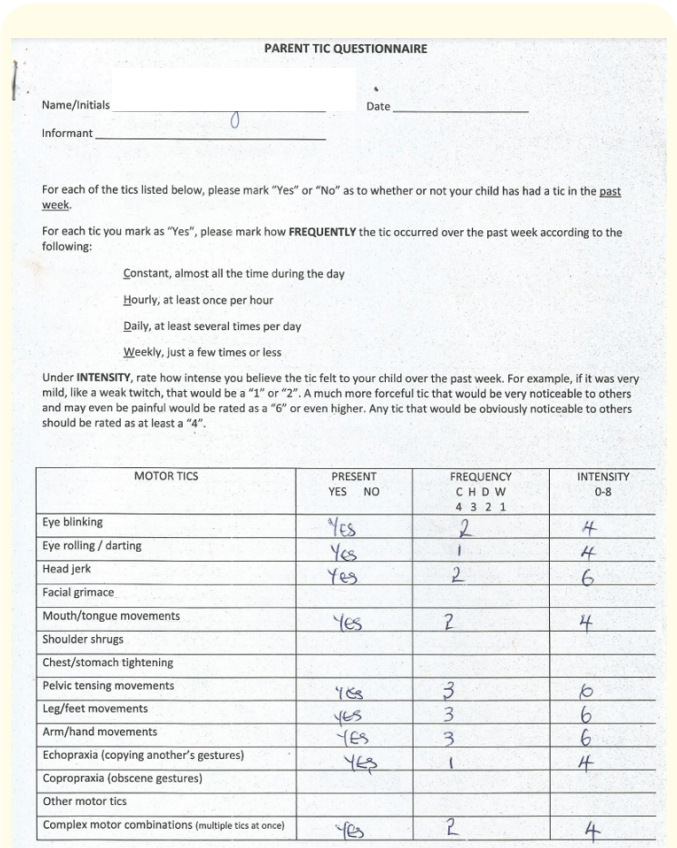 PARENT TIC QUESTIONNAIRE
Name/Initials Date
Informant
For each of the tics listed below, please mark "Yes" or "No" as to whether or not your child has had a tic in the past
week.
For each tic you mark as "Yes", please mark how FREQUENTLY the tic occurred over the past week according to the
following:
Constant, almost all the time during the day
Hourly, at least once per hour
Daily, at least several times per day
Weekly, just a few times or less
Under INTENSITY, rate how intense you believe the tic felt to your child over the past week. For example, if it was very
mild, like a weak twitch, that would be a "1" or "2". A much more forceful tic that would be very noticeable to others
and may even be painful would be rated as a "6" or even higher. Any tic that would be obviously noticeable to others
should be rated as at least a "4".
MOTOR TICS PRESENT FREQUENCY INTENSITY
YES NO C H D W 0-8
4 3 2 1
Eye blinking YES 2 4
Eye rolling / darting Yes 1 4
Head jerk Yes 2 6
Facial grimace
Mouth/tongue movements YES 2 4
Shoulder shrugs
Chest/stomach tightening
Pelvic tensing movements YES 3 6
Leg/feet movements YES 3 6
Arm/hand movements YES 3 6
Echopraxia (copying another's gestures) YES 1 4
Copropraxia (obscene gestures)
Other motor tics
Complex motor combinations (multiple tics at once) Yes 2 4